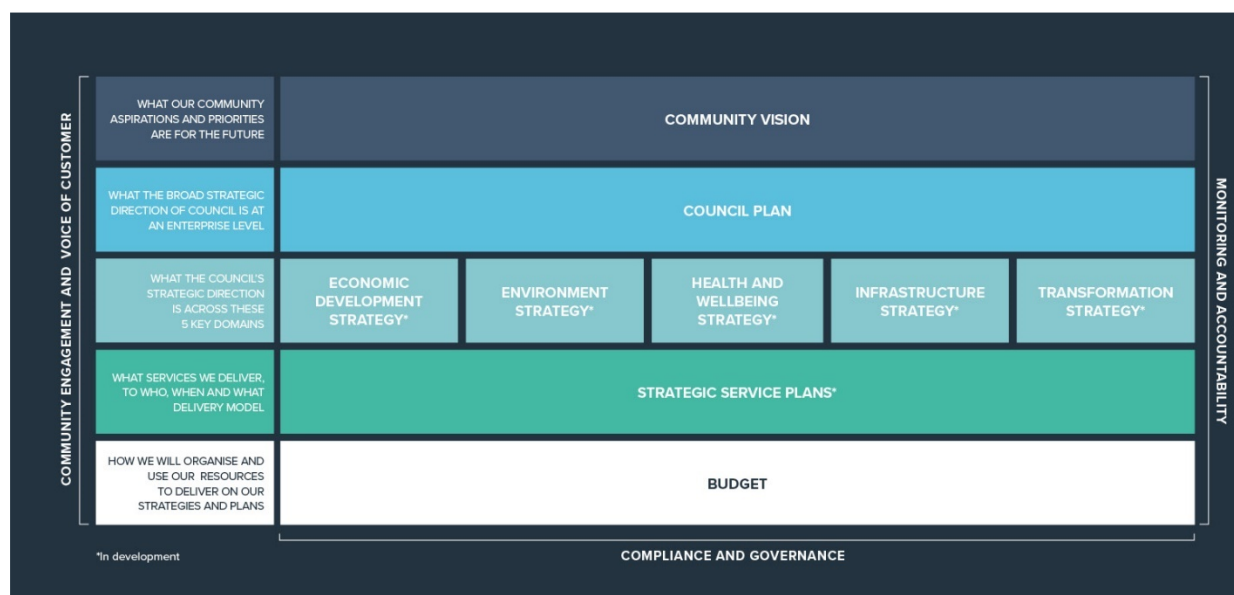 COMMUNITY ENGAGEMENT AND VOICE OF CUSTOMER
WHAT OUR COMMUNITY
ASPIRATIONS AND PRIORITIES
ARE FOR THE FUTURE
COMMUNITY VISION
WHAT THE BROAD STRATEGIC
DIRECTION OF COUNCIL IS AT
AN ENTERPRISE LEVEL
COUNCIL PLAN
WHAT THE COUNCIL'S
STRATEGIC DIRECTION
IS ACROSS THESE
5 KEY DOMAINS
ECONOMIC
DEVELOPMENT
STRATEGY*
ENVIRONMENT
STRATEGY*
HEALTH AND
WELLBEING
STRATEGY*
INFRASTRUCTURE
STRATEGY*
TRANSFORMATION
STRATEGY*
WHAT SERVICES WE DELIVER,
TO WHO, WHEN AND WHAT
DELIVERY MODEL
STRATEGIC SERVICE PLANS*
HOW WE WILL ORGANISE AND
USE OUR RESOURCES
TO DELIVER ON OUR
STRATEGIES AND PLANS
BUDGET
MONITORING AND ACCOUNTABILITY
*In development
COMPLIANCE AND GOVERNANCE